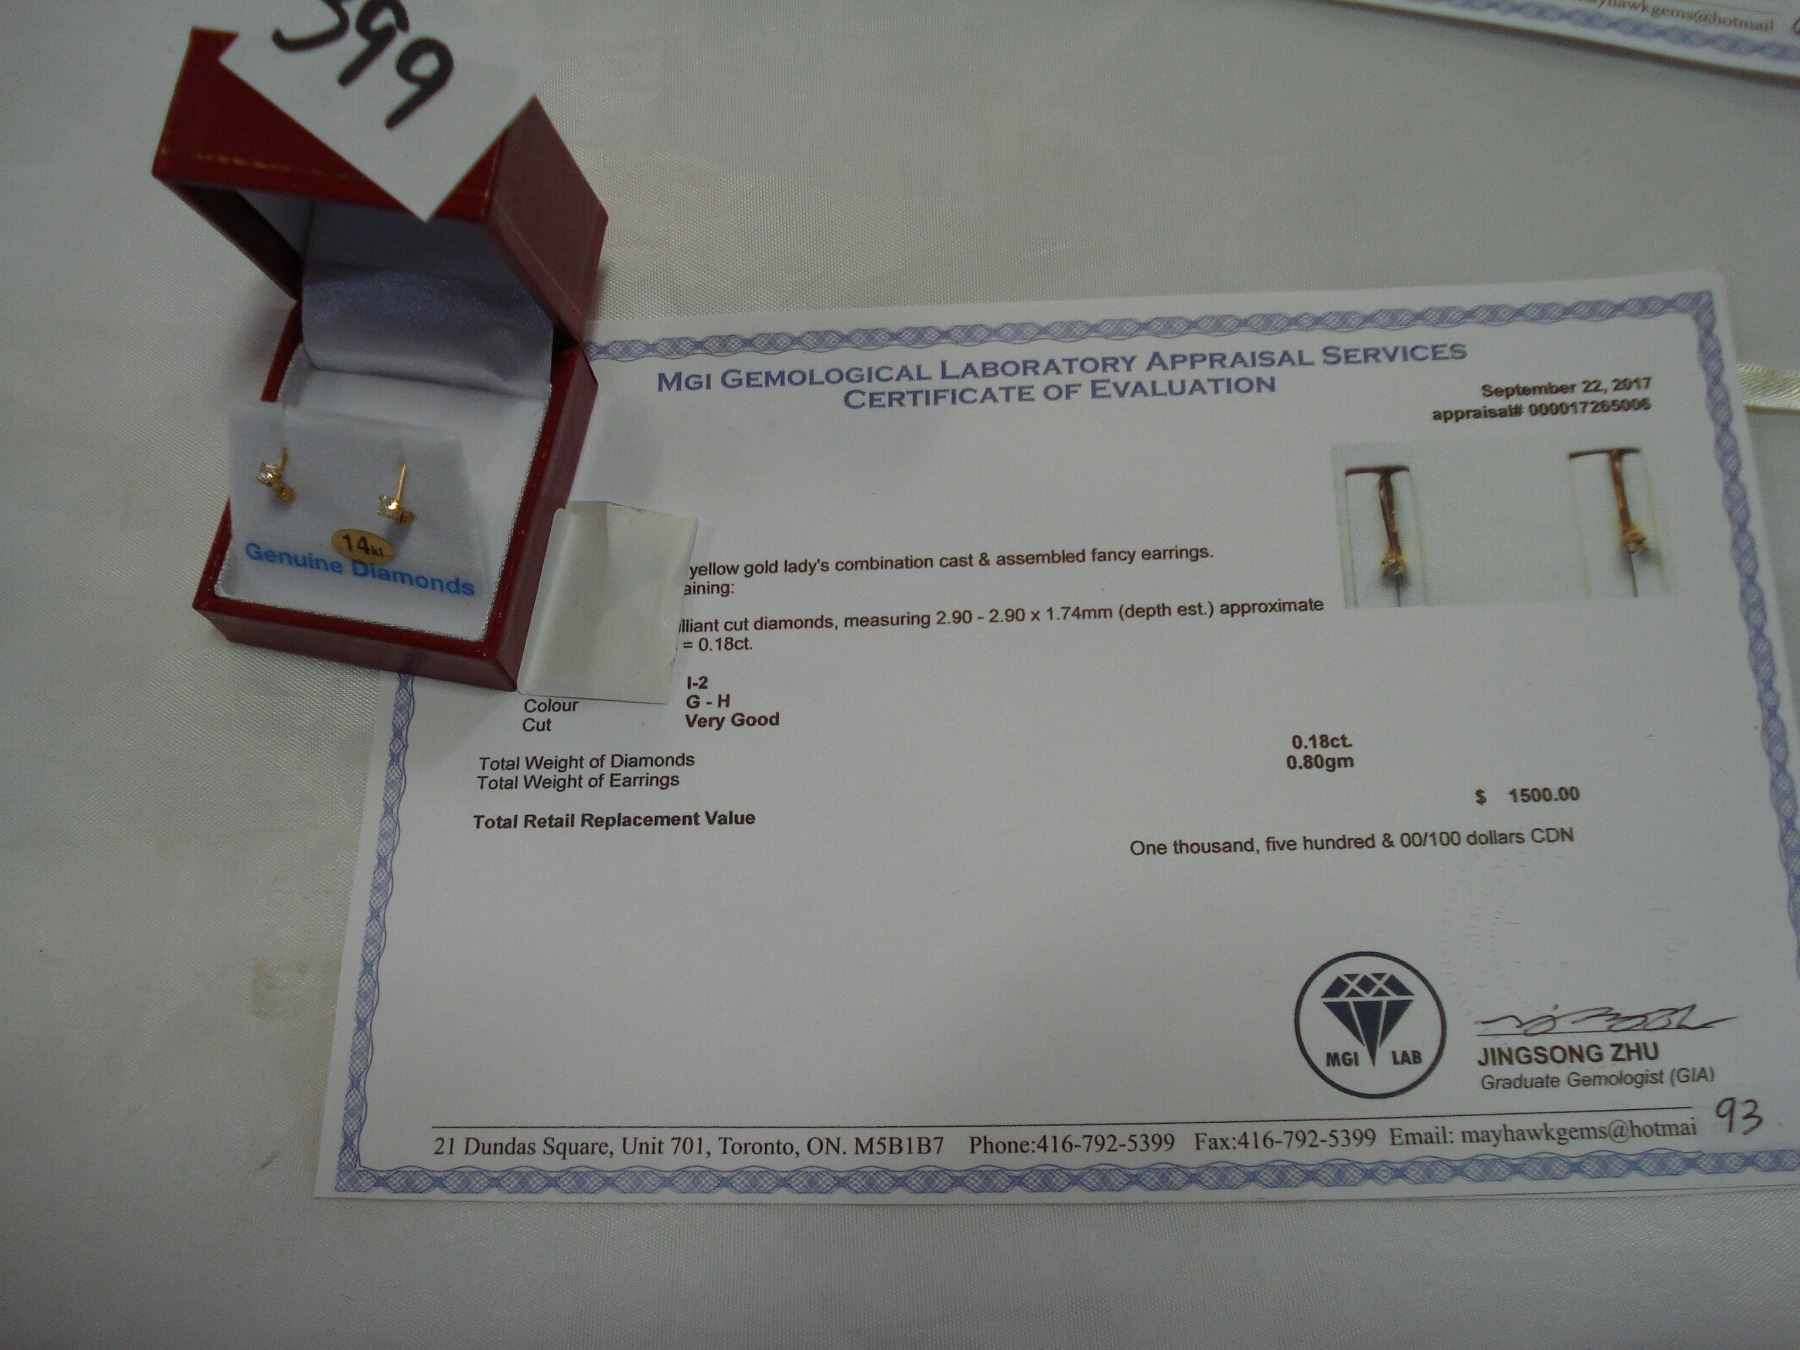 399
@hotmail
MGI GEMOLOGICAL LABORATORY APPRAISAL SERVICES
CERTIFICATE OF EVALUATION
September 22, 2017
appraisal# 000017265006
14kt
Genuine Diamonds
yellow gold lady's combination cast & assembled fancy earrings.
aining:
lliant cut diamonds, measuring 2.90 - 2.90 x 1.74mm (depth est.) approximate
= 0.18ct.
I-2
Colour G - H
Cut Very Good
Total Weight of Diamonds 0.18ct.
Total Weight of Earrings 0.80gm
$ 1500.00
Total Retail Replacement Value
One thousand, five hundred & 00/100 dollars CDN
MGI LAB
JINGSONG ZHU
Graduate Gemologist (GIA)
93
21 Dundas Square, Unit 701, Toronto, ON. M5B1B7 Phone:416-792-5399 Fax:416-792-5399 Email: mayhawkgems@hotmai